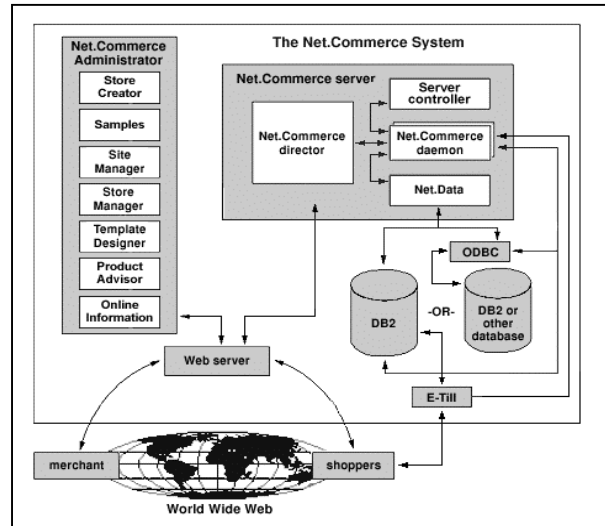 The Net.Commerce System
Net.Commerce
Administrator
Store
Creator
Samples
Site
Manager
Store
Manager
Template
Designer
Product
Advisor
Online
Information
Net.Commerce server
Net.Commerce
director
Server
controller
Net.Commerce
daemon
Net.Data
ODBC
DB2
-OR-
DB2 or
other
database
Web server
E-Till
merchant
shoppers
World Wide Web